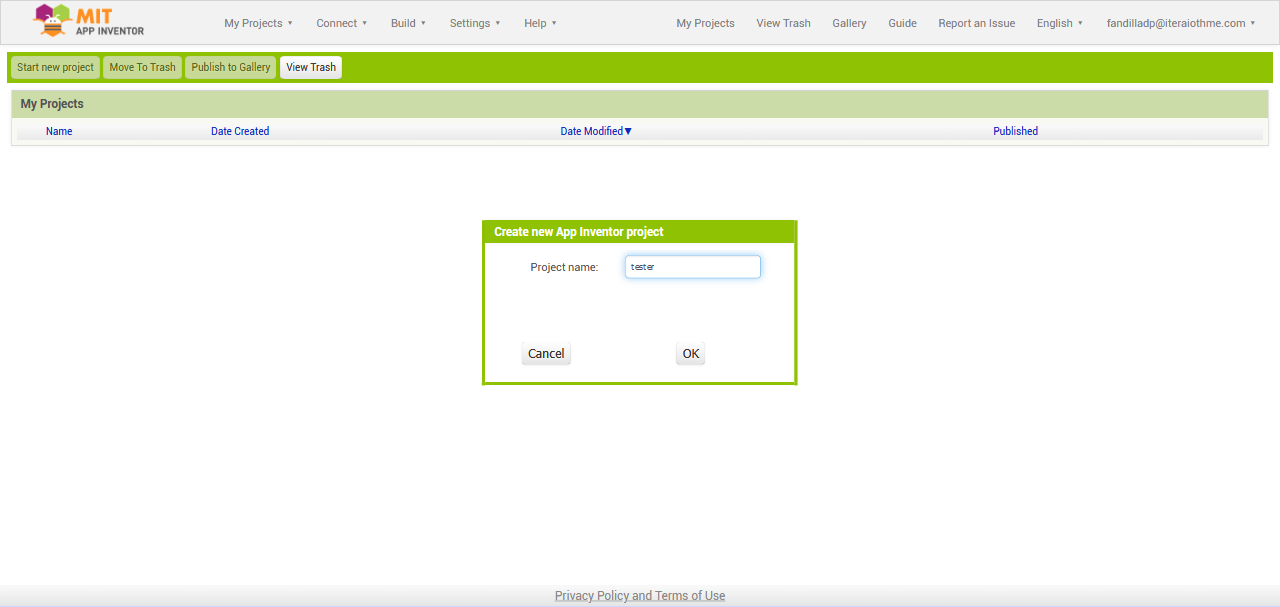 MIT
APP INVENTOR
My Projects ▾ Connect ▾ Build ▾ Settings ▾ Help ▾ My Projects View Trash Gallery Guide Report an Issue English ▾ fandilladp@iteraiothme.com ▾
Start new project Move To Trash Publish to Gallery View Trash
My Projects
Name Date Created Date Modified▼ Published
Create new App Inventor project
Project name: tester
Cancel OK
Privacy Policy and Terms of Use